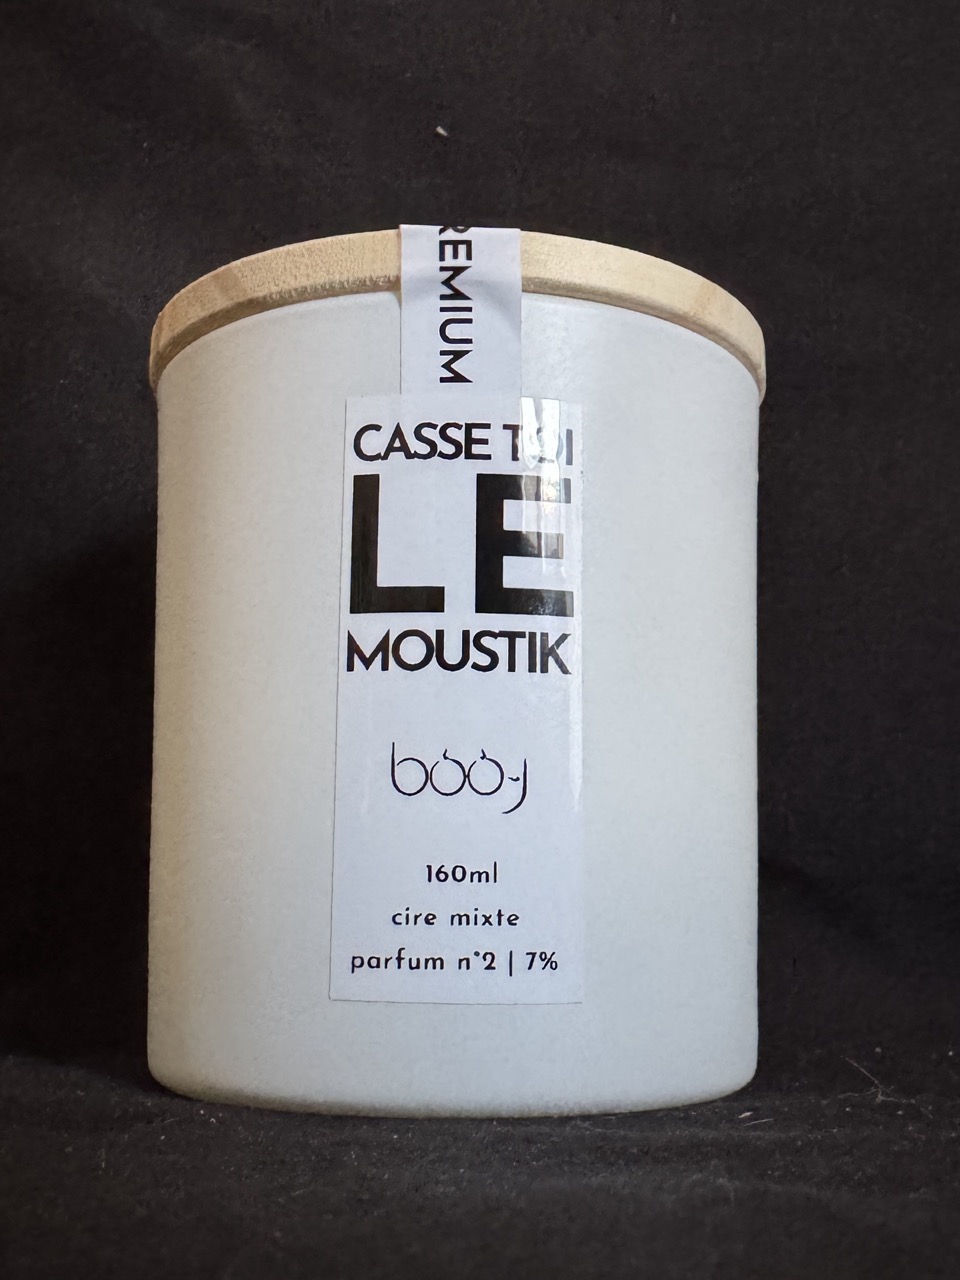 REMIUM
CASSE TOI
LE
MOUSTIK
booj
160ml
cire mixte
parfum n°2 | 7%